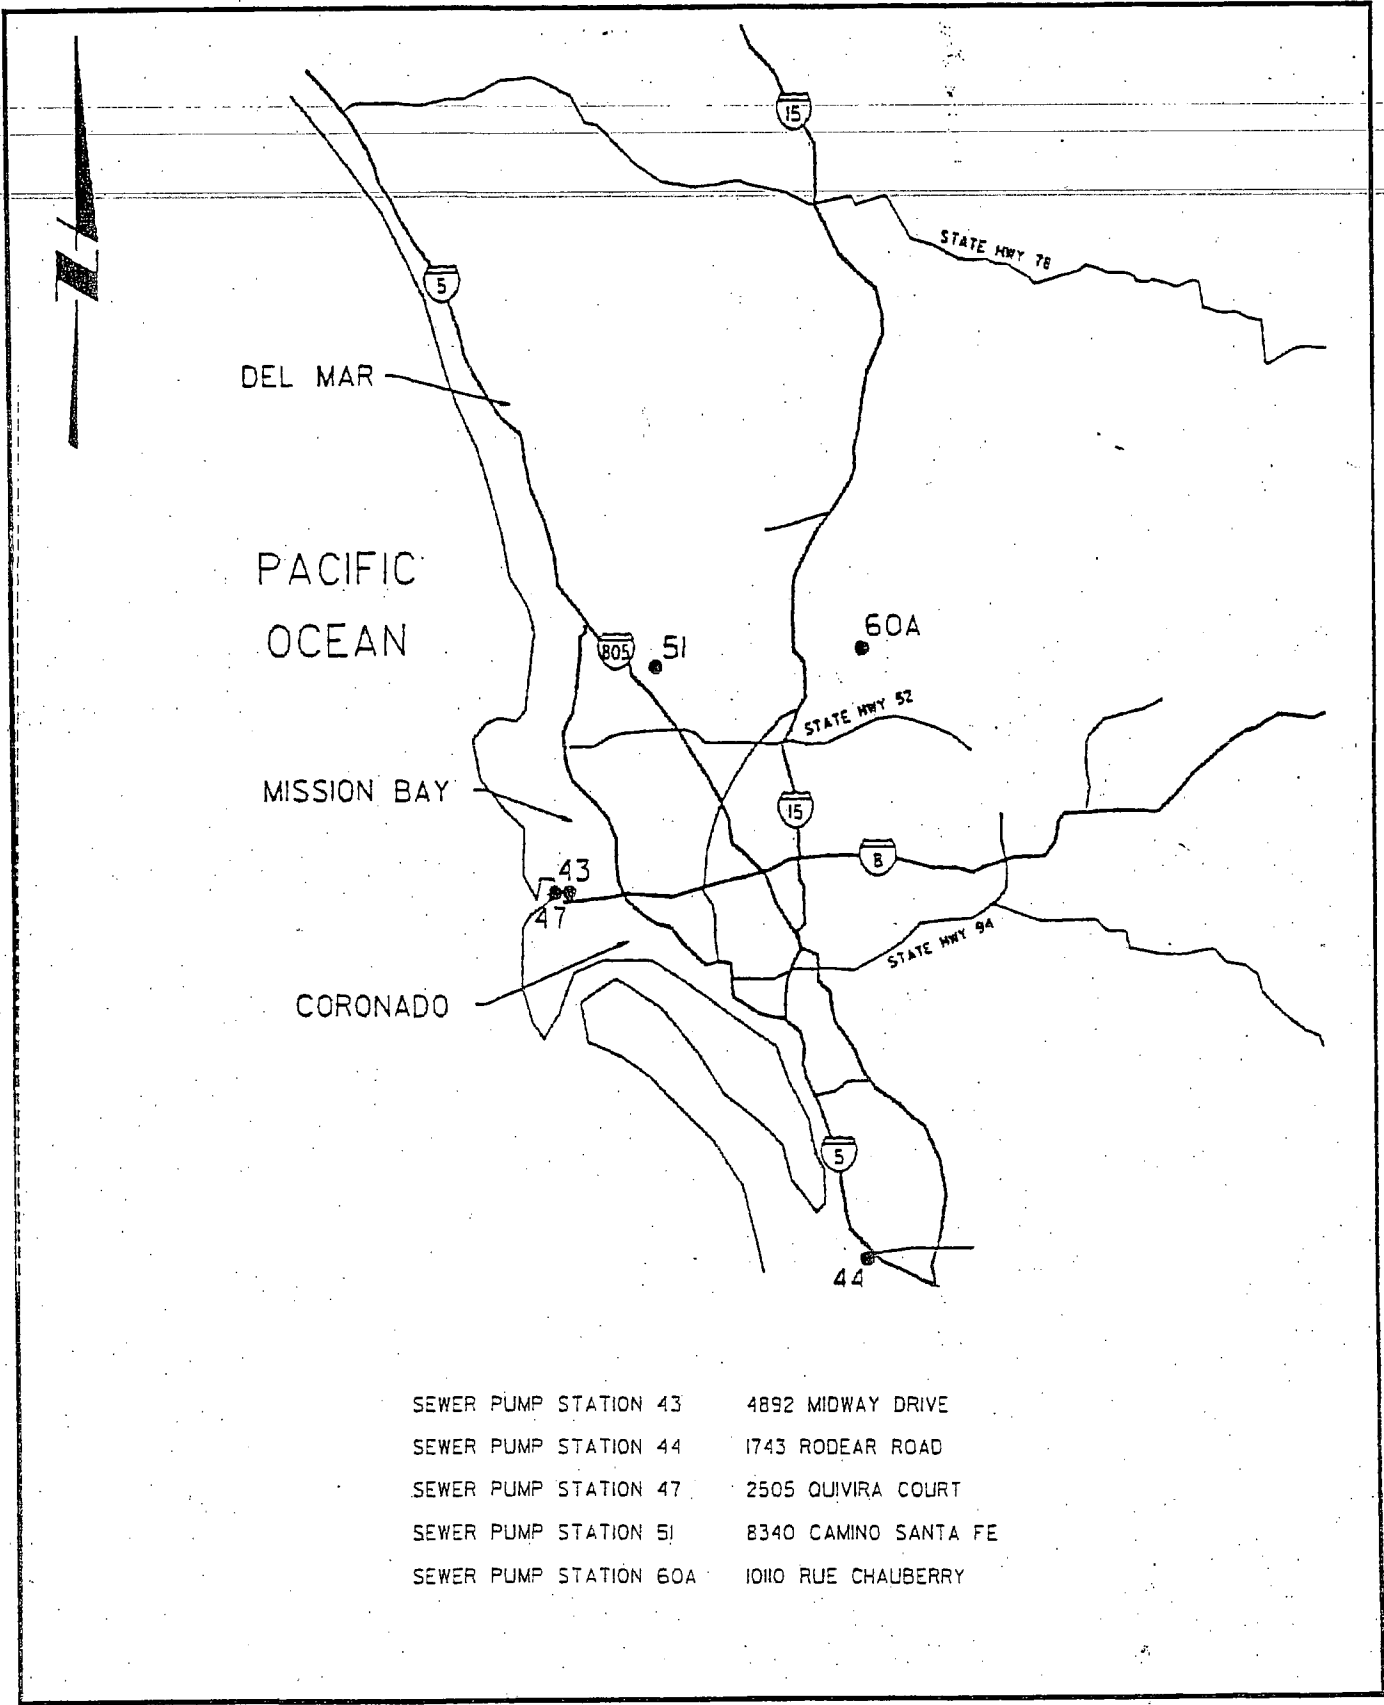 15
STATE HWY 78
5
DEL MAR
PACIFIC
OCEAN
60A
805
51
STATE HWY 52
MISSION BAY
15
8
43
47
STATE HWY 94
CORONADO
5
44
SEWER PUMP STATION 43 4892 MIDWAY DRIVE
SEWER PUMP STATION 44 1743 RODEAR ROAD
SEWER PUMP STATION 47 2505 QUIVIRA COURT
SEWER PUMP STATION 51 8340 CAMINO SANTA FE
SEWER PUMP STATION 60A 10110 RUE CHAUBERRY